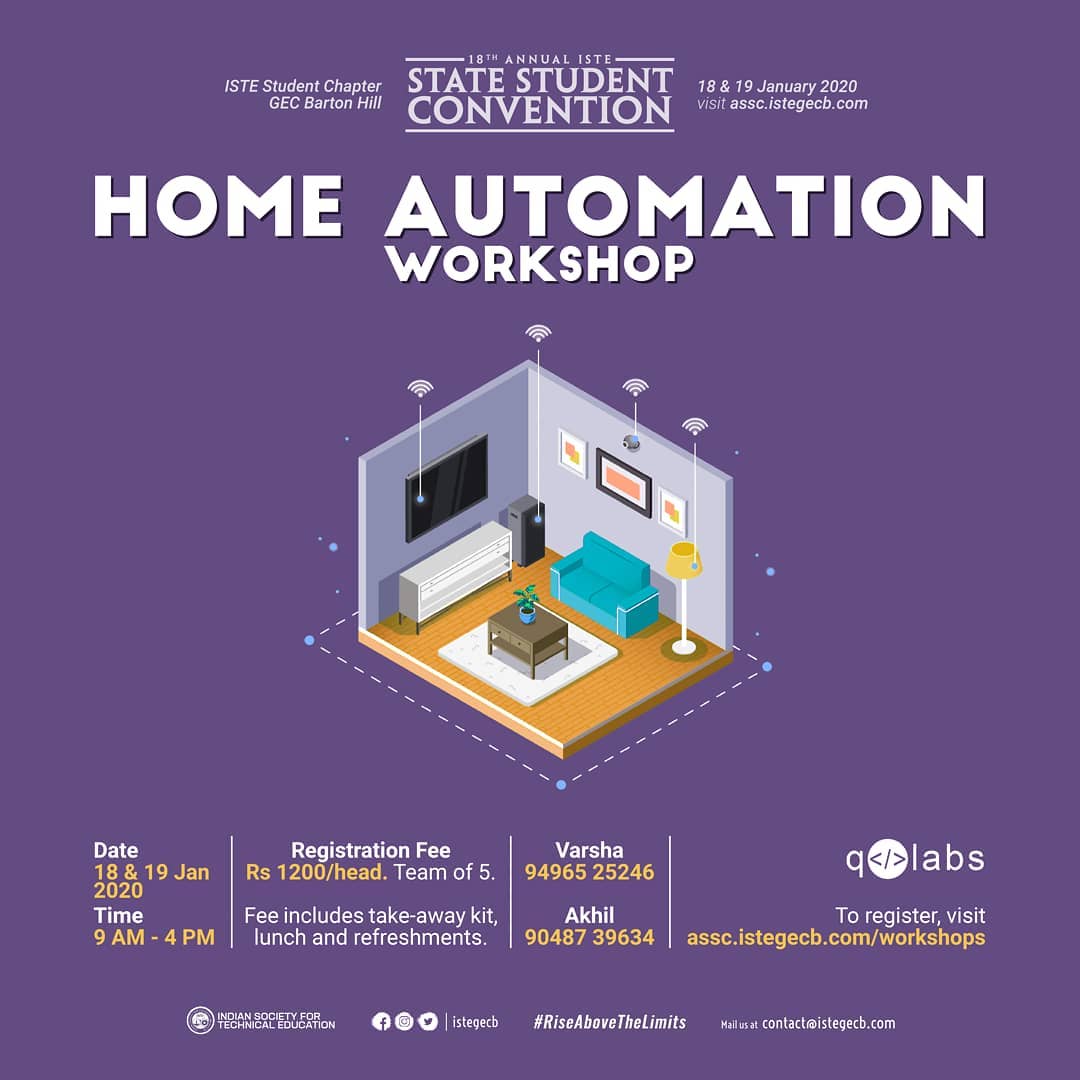 ISTE Student Chapter
GEC Barton Hill
18TH ANNUAL ISTE
STATE STUDENT
CONVENTION
18 & 19 January 2020
visit assc.istegecb.com
HOME AUTOMATION
WORKSHOP
Date
18 & 19 Jan
2020
Time
9 AM - 4 PM
Registration Fee
Rs 1200/head. Team of 5.
Fee includes take-away kit,
lunch and refreshments.
Varsha
94965 25246
Akhil
90487 39634
q</>labs
To register, visit
assc.istegecb.com/workshops
INDIAN SOCIETY FOR
TECHNICAL EDUCATION
istegecb
#RiseAboveTheLimits
Mail us at contact@istegecb.com